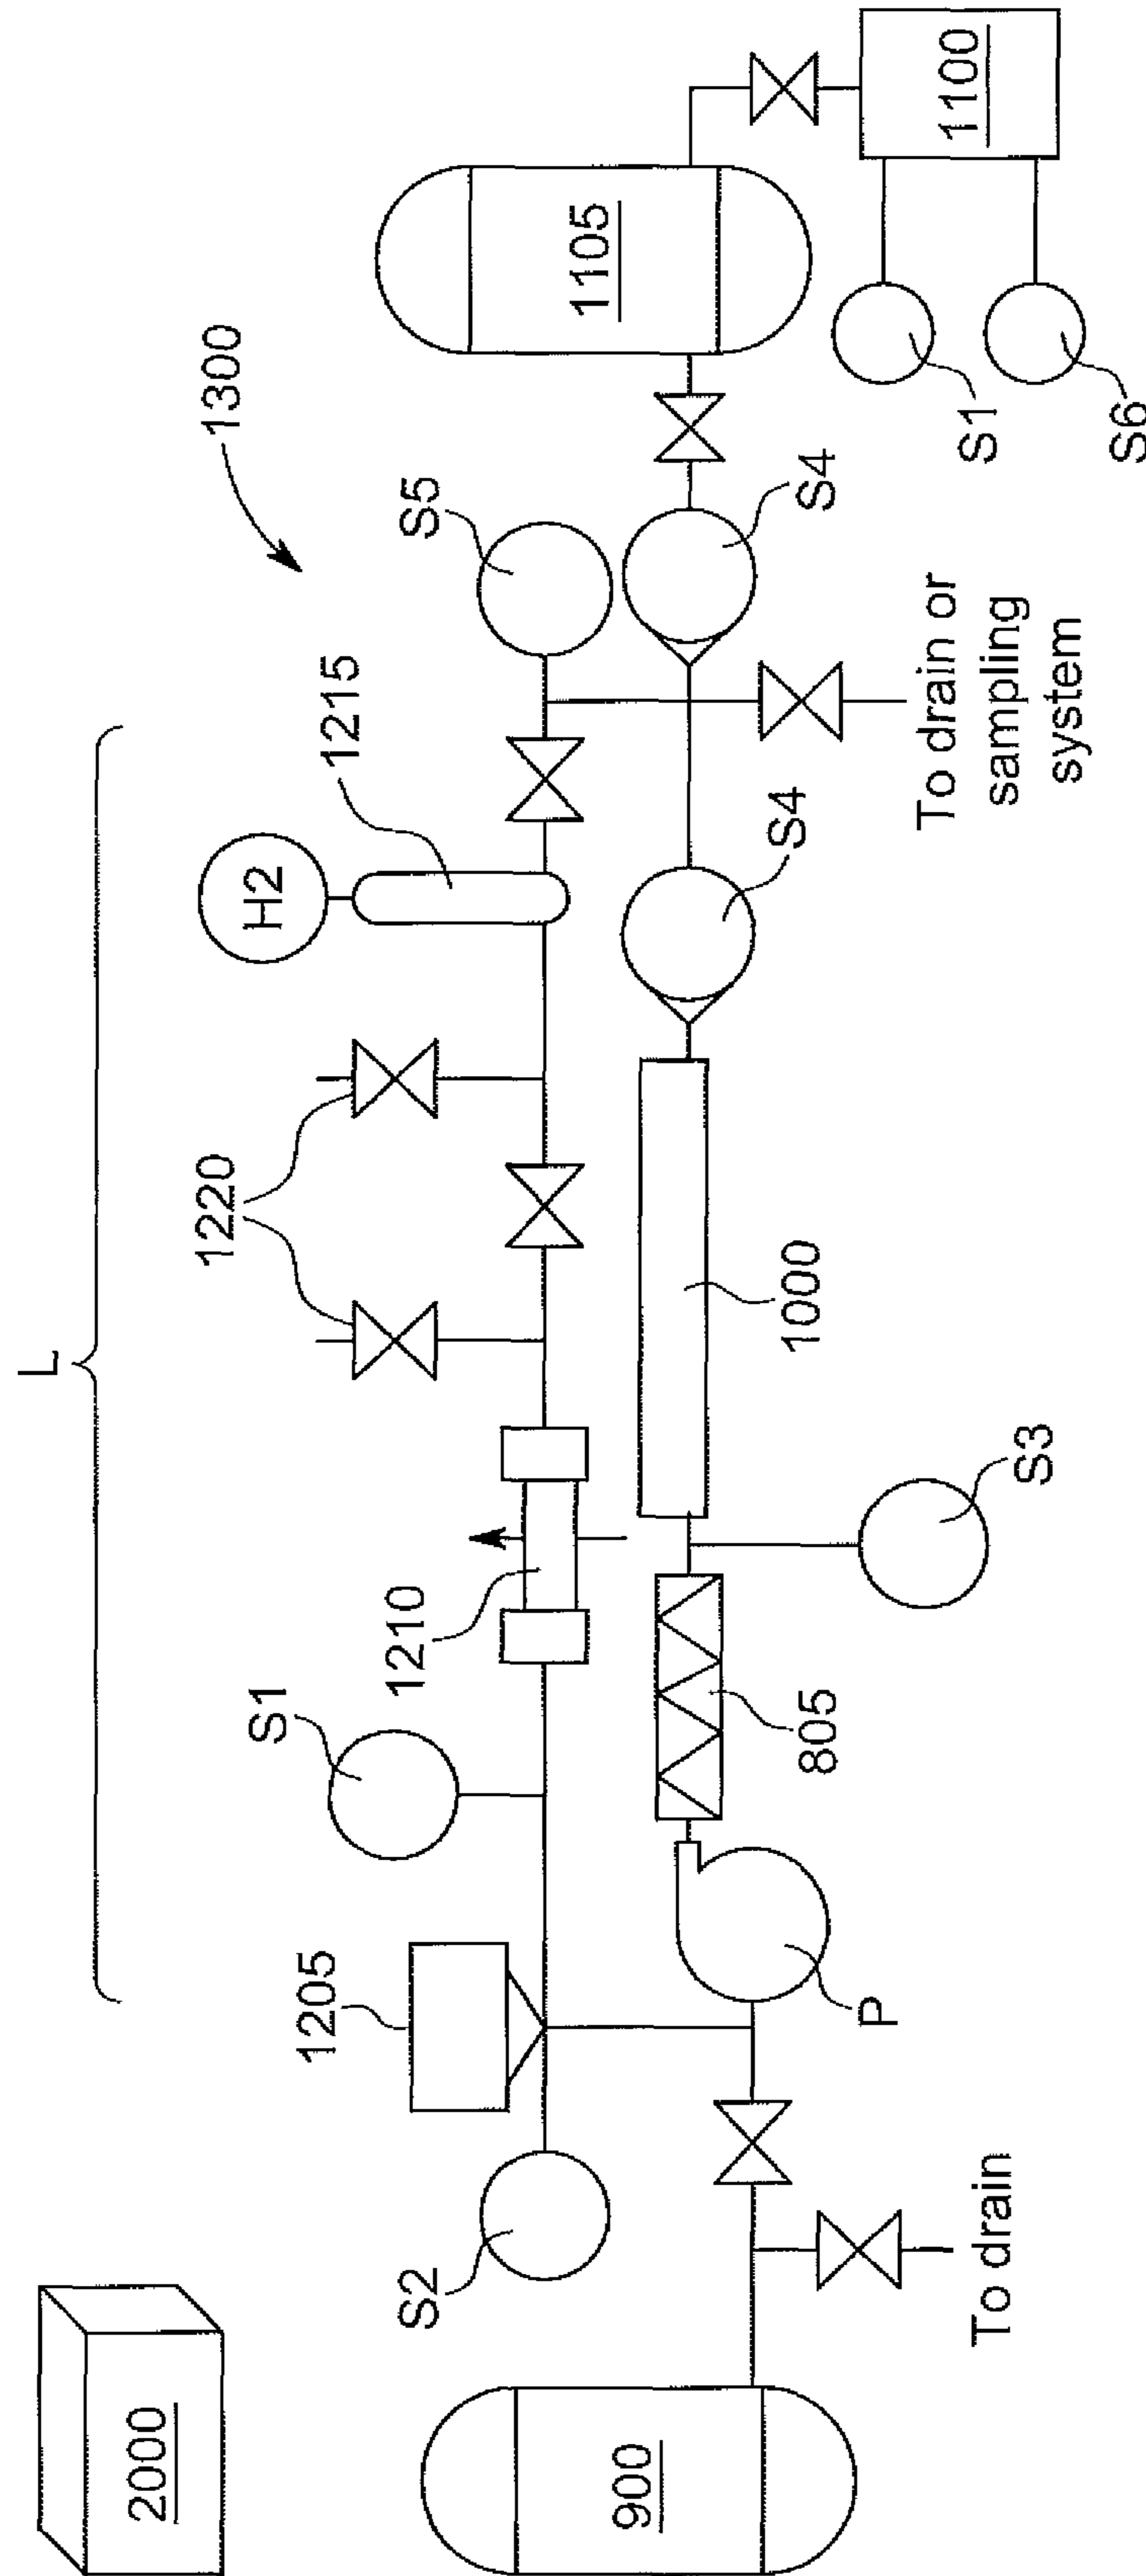 2000
L
1300
H2
1215
1220
S5
1105
1205
S1
1210
S2
S4
S4
1100
900
P
805
1000
S3
S1
S6
To drain
To drain or
sampling
system